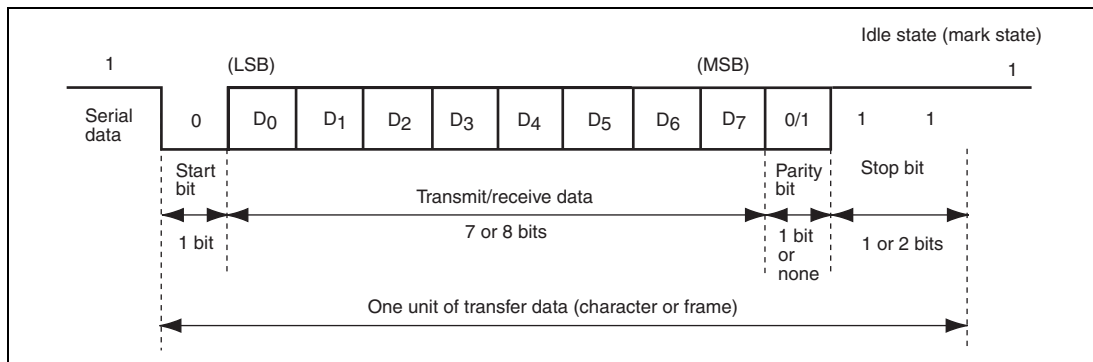 Idle state (mark state)
1 (LSB) (MSB) 1
Serial data 0 D0 D1 D2 D3 D4 D5 D6 D7 0/1 1 1
Start bit Parity bit Stop bit
Transmit/receive data
1 bit 7 or 8 bits 1 bit or none 1 or 2 bits
One unit of transfer data (character or frame)